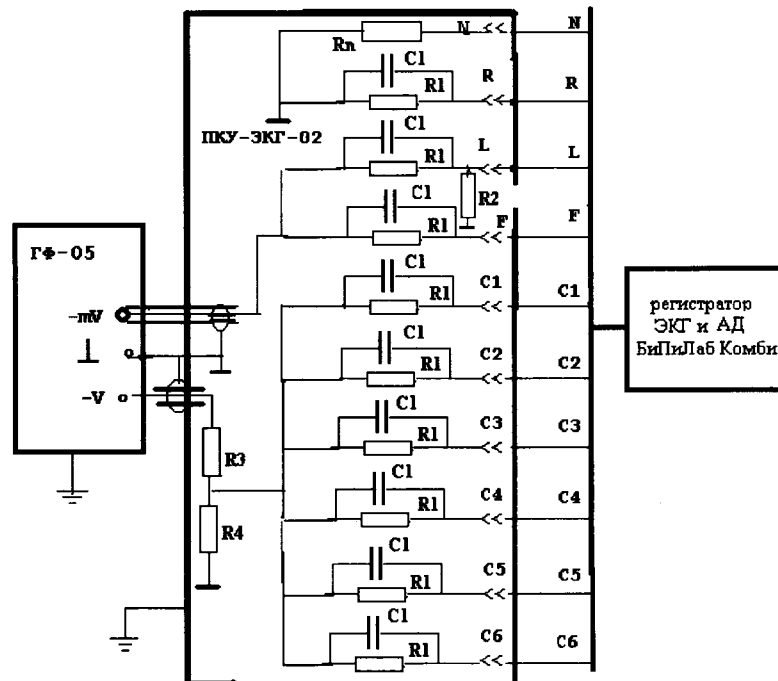 N
N
Rn
C1
R
R
R1
ПКУ-ЭКГ-02
C1
L
L
R1
R2
C1
F
F
R1
ГФ-05
C1
C1
C1
R1
-mV
⊥
C1
C2
C2
R1
-V
регистратор
ЭКГ и АД
БиПиЛаб Комби
C1
C3
C3
R1
R3
C1
C4
C4
R1
R4
C1
C5
C5
R1
C1
C6
C6
R1